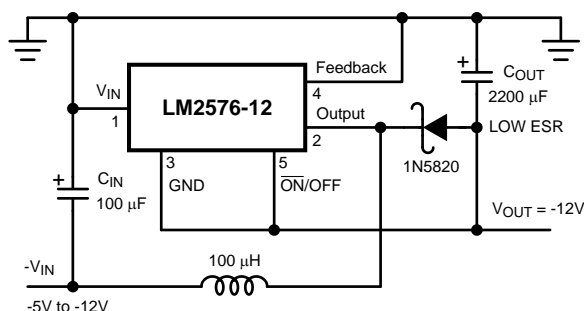 Feedback
+
C_OUT
2200 μF
V_IN
LM2576-12
4
1
Output
2
LOW ESR
1N5820
3
5
+
C_IN
100 μF
GND
ON/OFF
V_OUT = -12V
100 μH
-V_IN
-5V to -12V